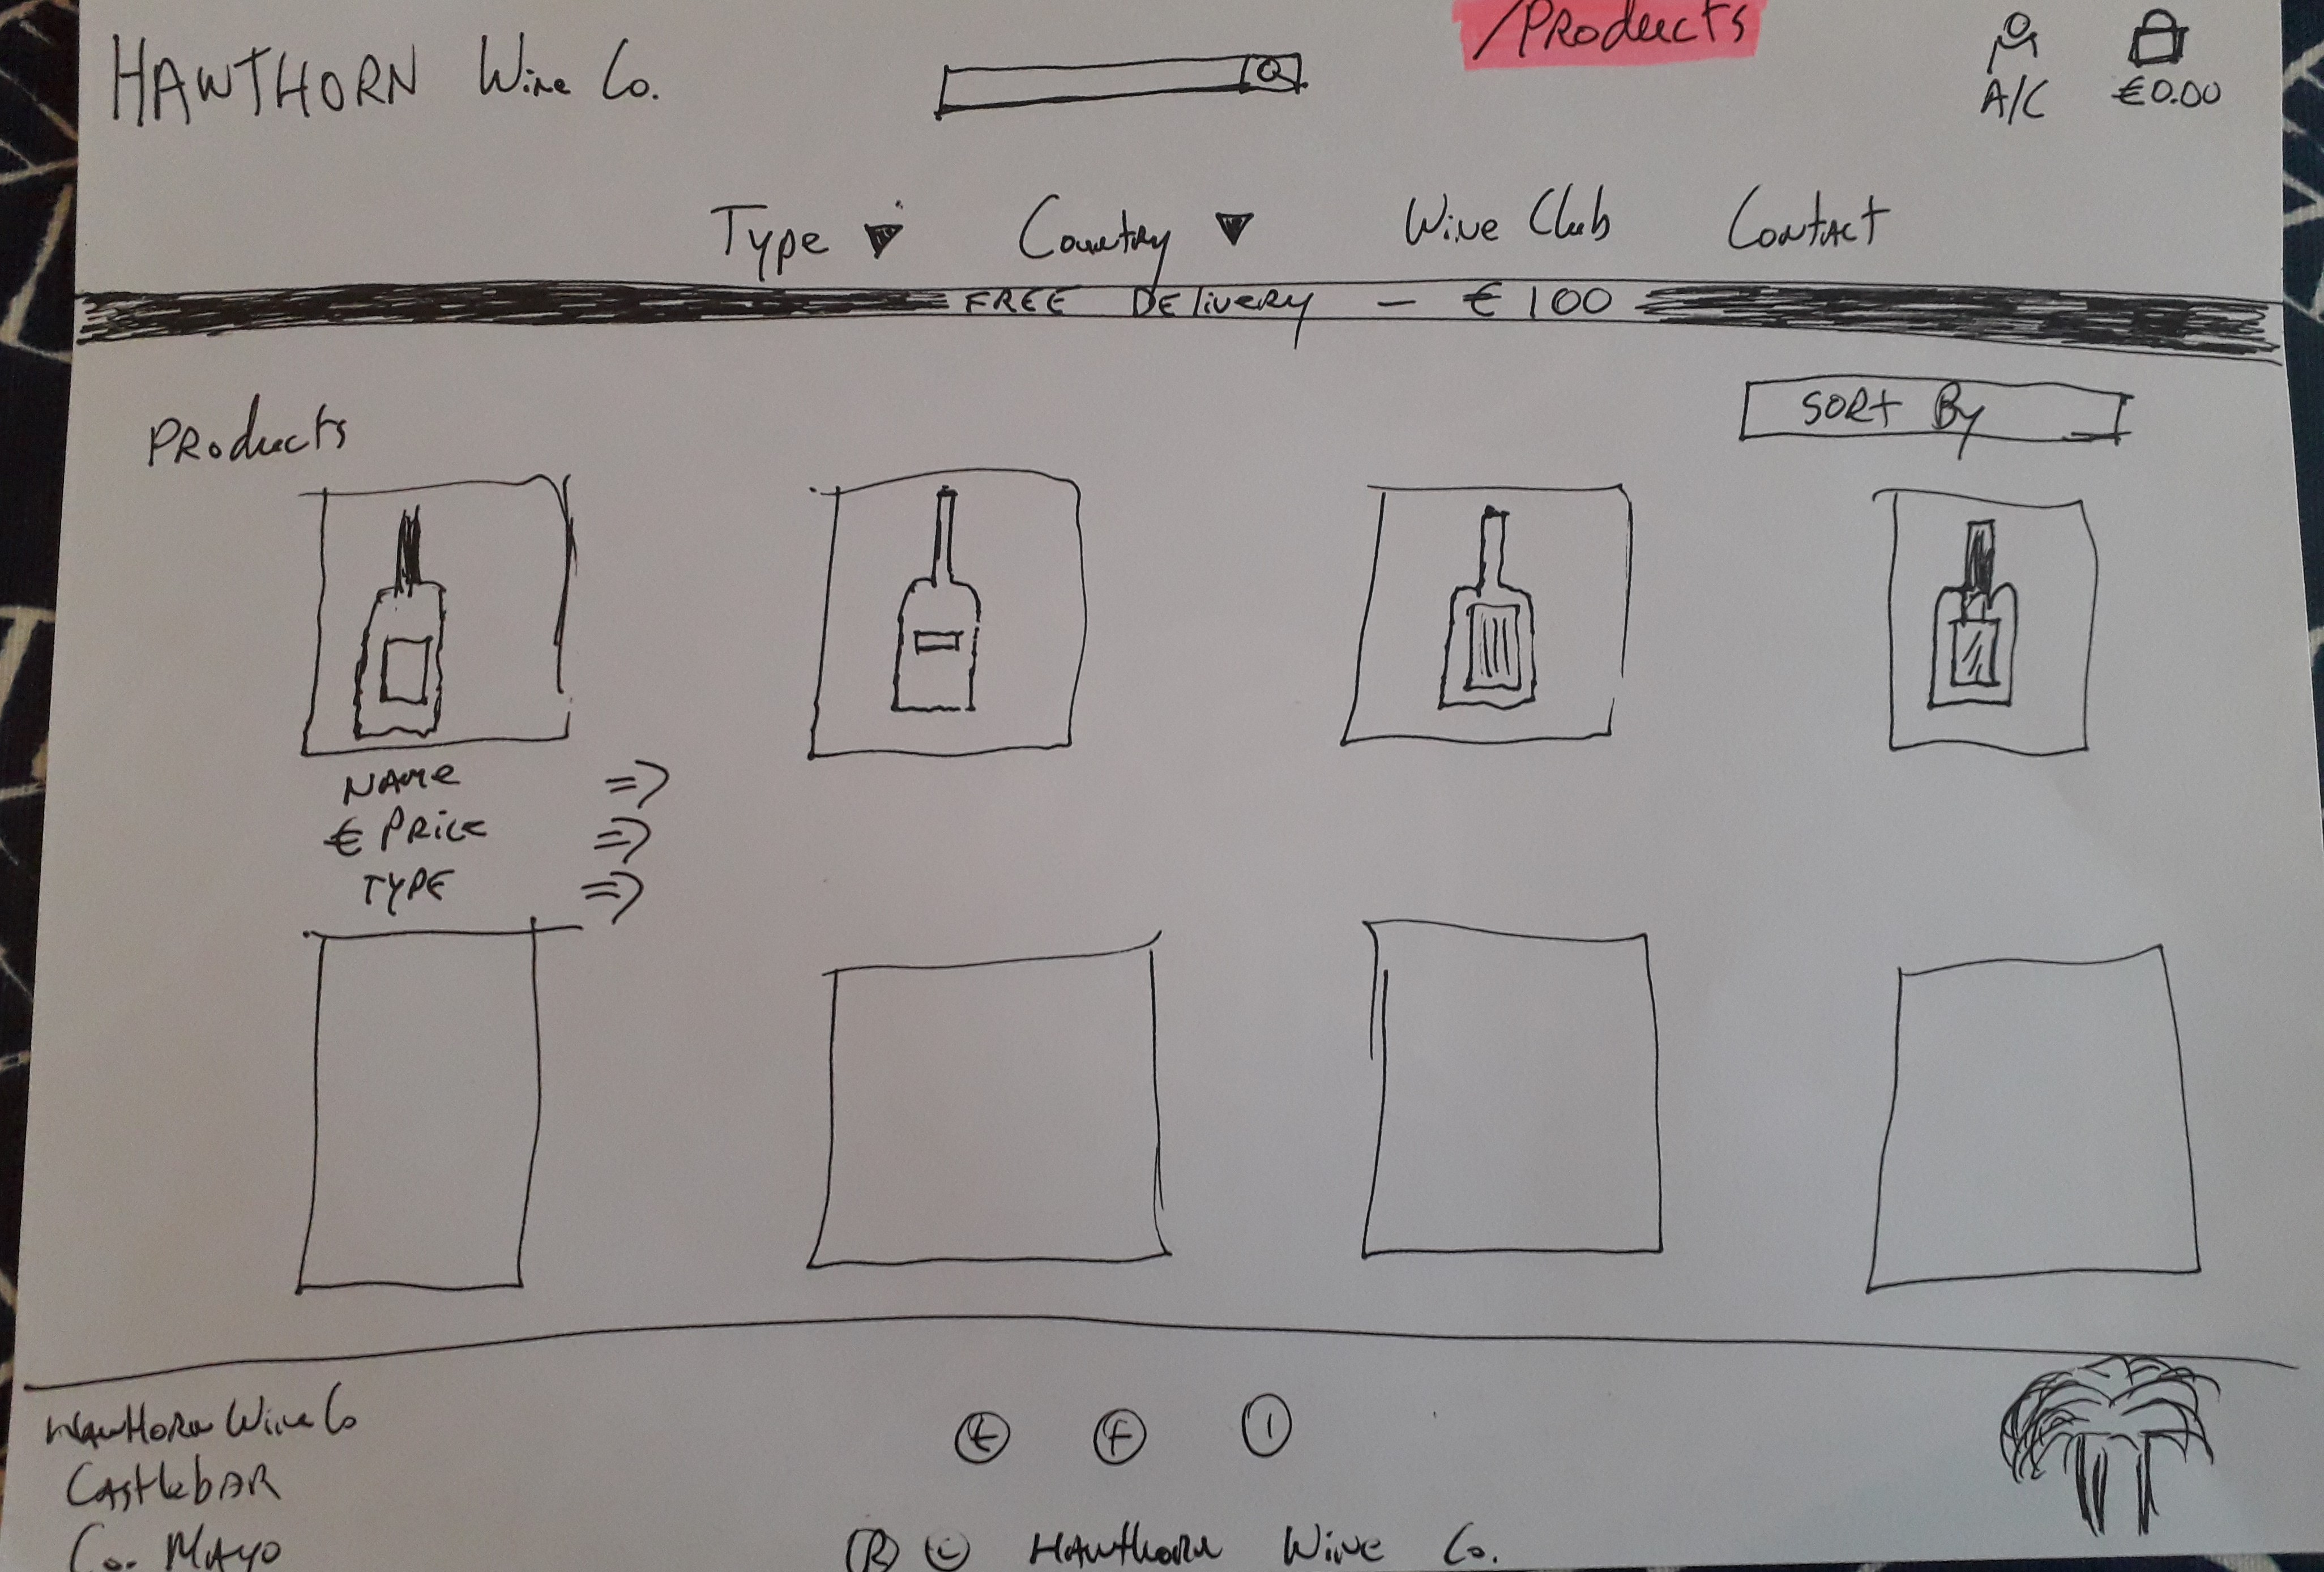 /Products
HAWTHORN Wine Co.
A/C
€0.00
Type ▼ Country ▼ Wine Club Contact
FREE Delivery — €100
Products
SORT By
NAME =>
€ PRICE =>
TYPE =>
Hawthorn Wine Co
Castlebar
Co. Mayo
t f I
® © Hawthorn Wine Co.